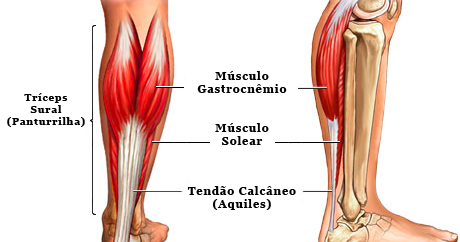 Tríceps
Sural
(Panturrilha)
Músculo
Gastrocnêmio
Músculo
Solear
Tendão Calcâneo
(Aquiles)